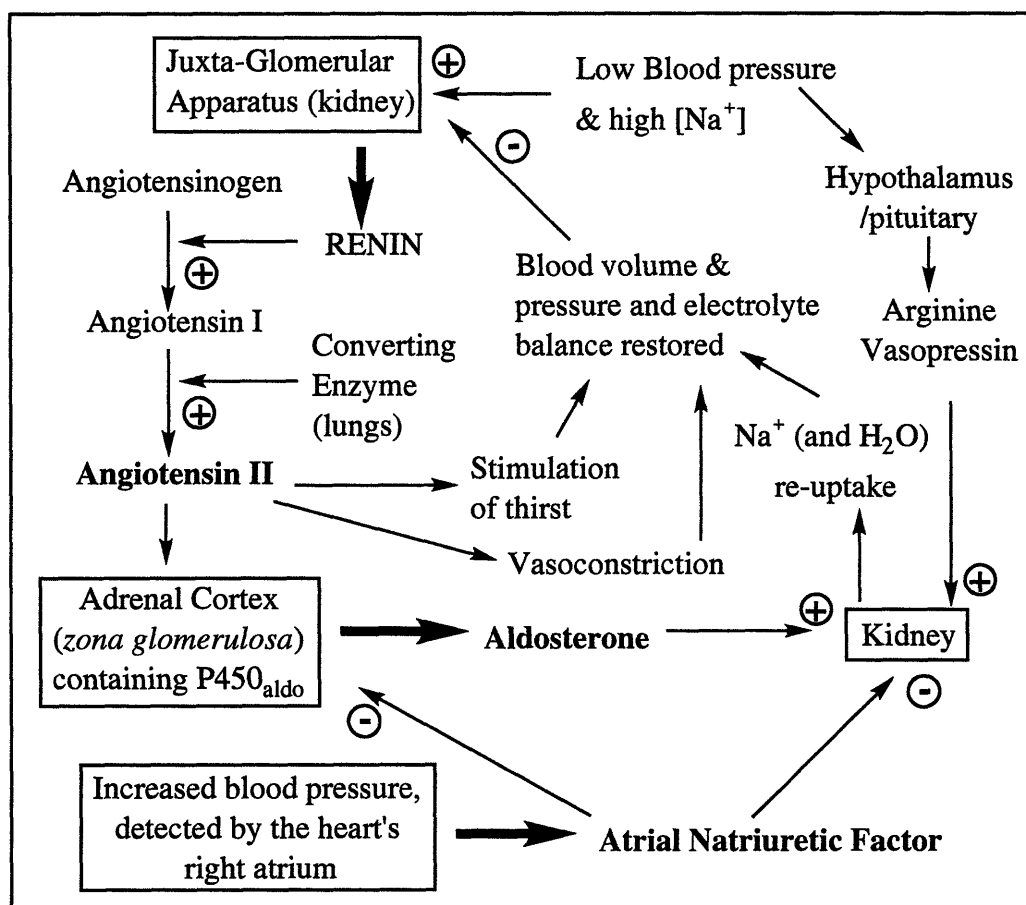 Juxta-Glomerular
Apparatus (kidney)
+
Low Blood pressure
& high [Na⁺]
-
Angiotensinogen
Hypothalamus
/pituitary
RENIN
+
Blood volume &
pressure and electrolyte
balance restored
Angiotensin I
Arginine
Vasopressin
Converting
Enzyme
(lungs)
+
Na⁺ (and H₂O)
re-uptake
Angiotensin II
Stimulation
of thirst
Vasoconstriction
+
Adrenal Cortex
(zona glomerulosa)
containing P450aldo
Aldosterone
+
Kidney
-
-
Increased blood pressure,
detected by the heart's
right atrium
Atrial Natriuretic Factor